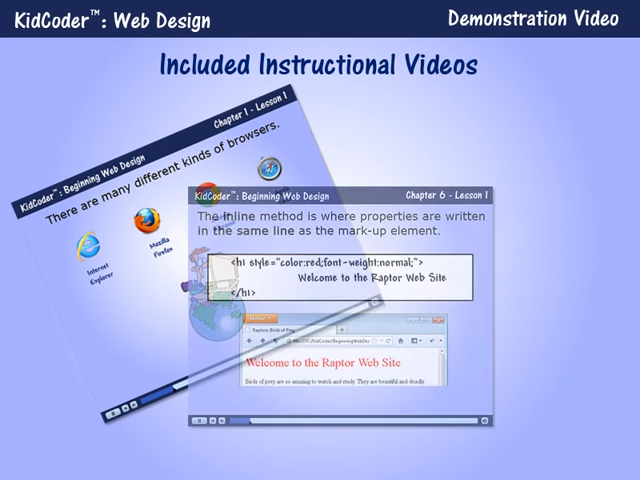 KidCoder™: Web Design
Demonstration Video
Included Instructional Videos
Chapter 1 - Lesson 1
KidCoder™: Beginning Web Design
There are many different kinds of browsers.
Internet
Explorer
Mozilla
Firefox
KidCoder™: Beginning Web Design
Chapter 6 - Lesson 1
The inline method is where properties are written
in the same line as the mark-up element.
<h1 style="color:red;font-weight:normal;">
Welcome to the Raptor Web Site
</h1>
Raptors Birds of Prey
Welcome to the Raptor Web Site
Birds of prey are so amazing to watch and study. They are beautiful and deadly.